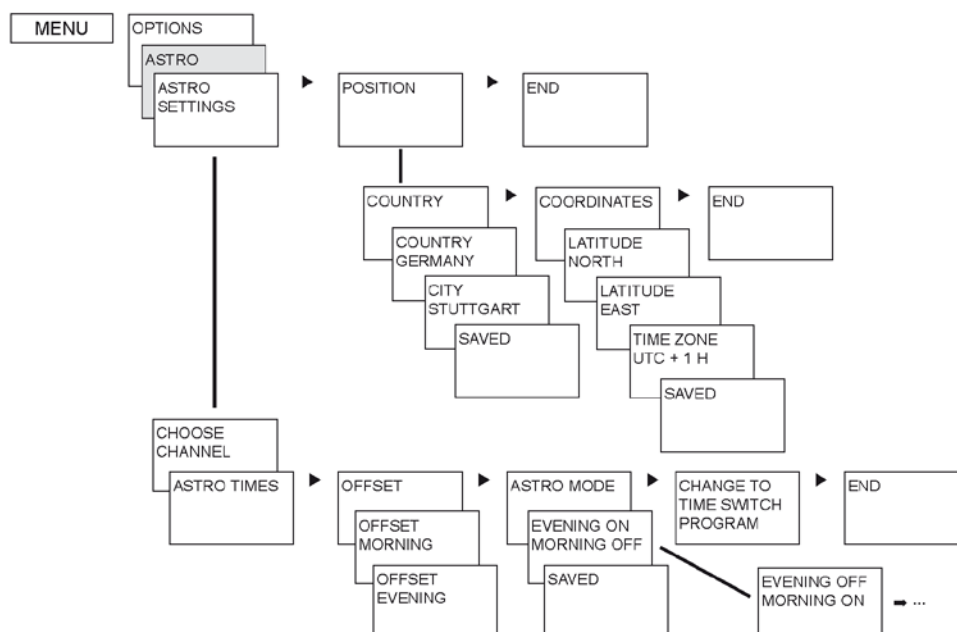 MENU
OPTIONS
ASTRO
ASTRO
SETTINGS
POSITION
END
COUNTRY
COUNTRY
GERMANY
CITY
STUTTGART
SAVED
COORDINATES
LATITUDE
NORTH
LATITUDE
EAST
TIME ZONE
UTC + 1 H
SAVED
END
CHOOSE
CHANNEL
ASTRO TIMES
OFFSET
OFFSET
MORNING
OFFSET
EVENING
ASTRO MODE
EVENING ON
MORNING OFF
SAVED
CHANGE TO
TIME SWITCH
PROGRAM
END
EVENING OFF
MORNING ON
➡ ...